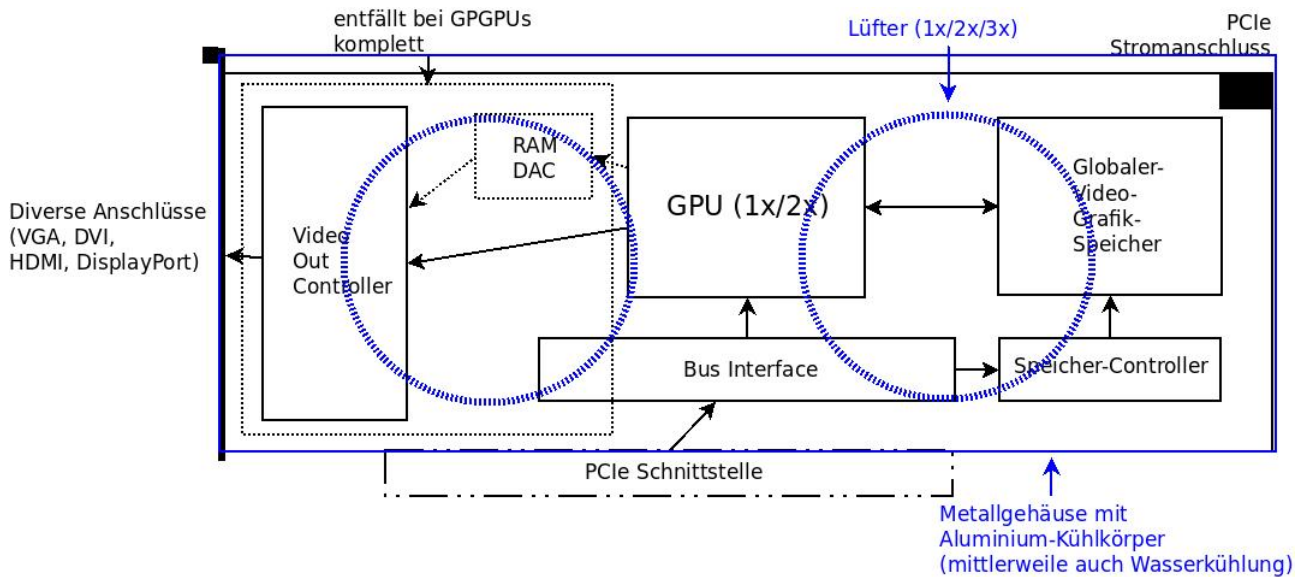 entfällt bei GPGPUs
komplett
Lüfter (1x/2x/3x)
PCIe
Stromanschluss
RAM
DAC
GPU (1x/2x)
Globaler-
Video-
Grafik-
Speicher
Diverse Anschlüsse
(VGA, DVI,
HDMI, DisplayPort)
Video
Out
Controller
Bus Interface
Speicher-Controller
PCIe Schnittstelle
Metallgehäuse mit
Aluminium-Kühlkörper
(mittlerweile auch Wasserkühlung)